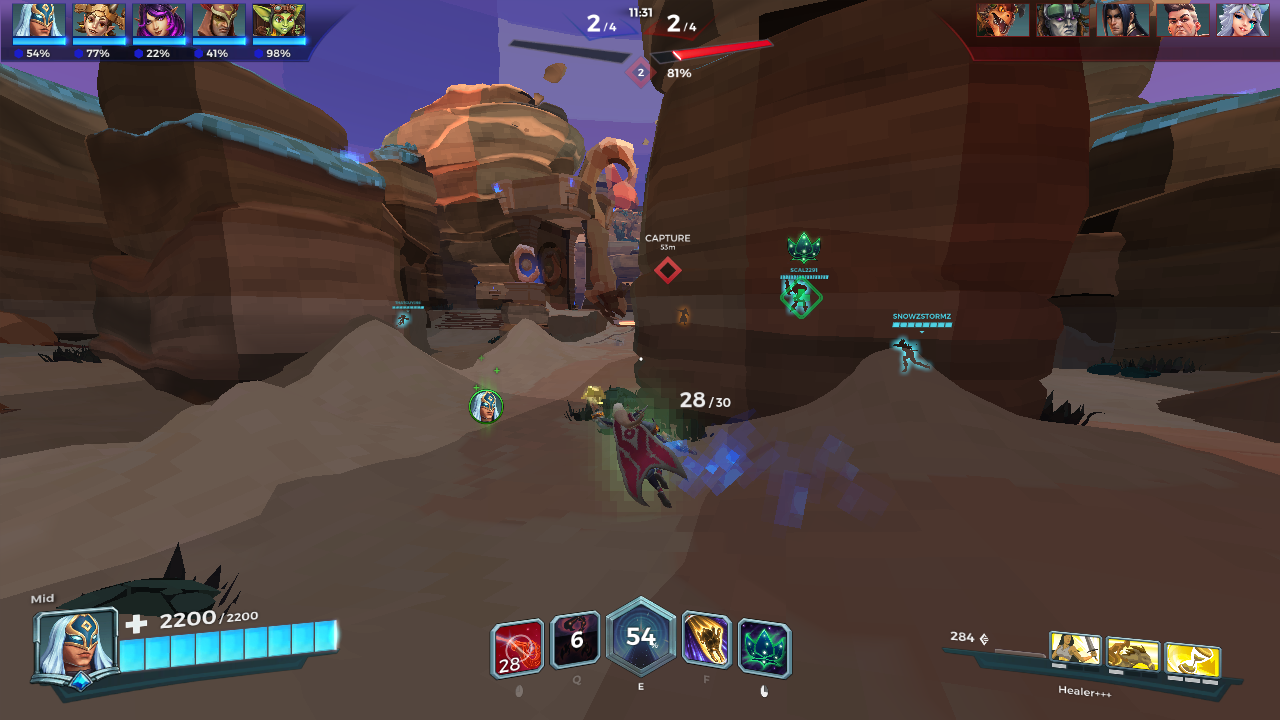 11:31
2/4
2/4
54%
77%
22%
41%
98%
2
81%
CAPTURE
53m
SCALZ291
SNOWZSTORMZ
28/30
Mid
2200/2200
28
6
54
Q
E
F
284
Healer+++